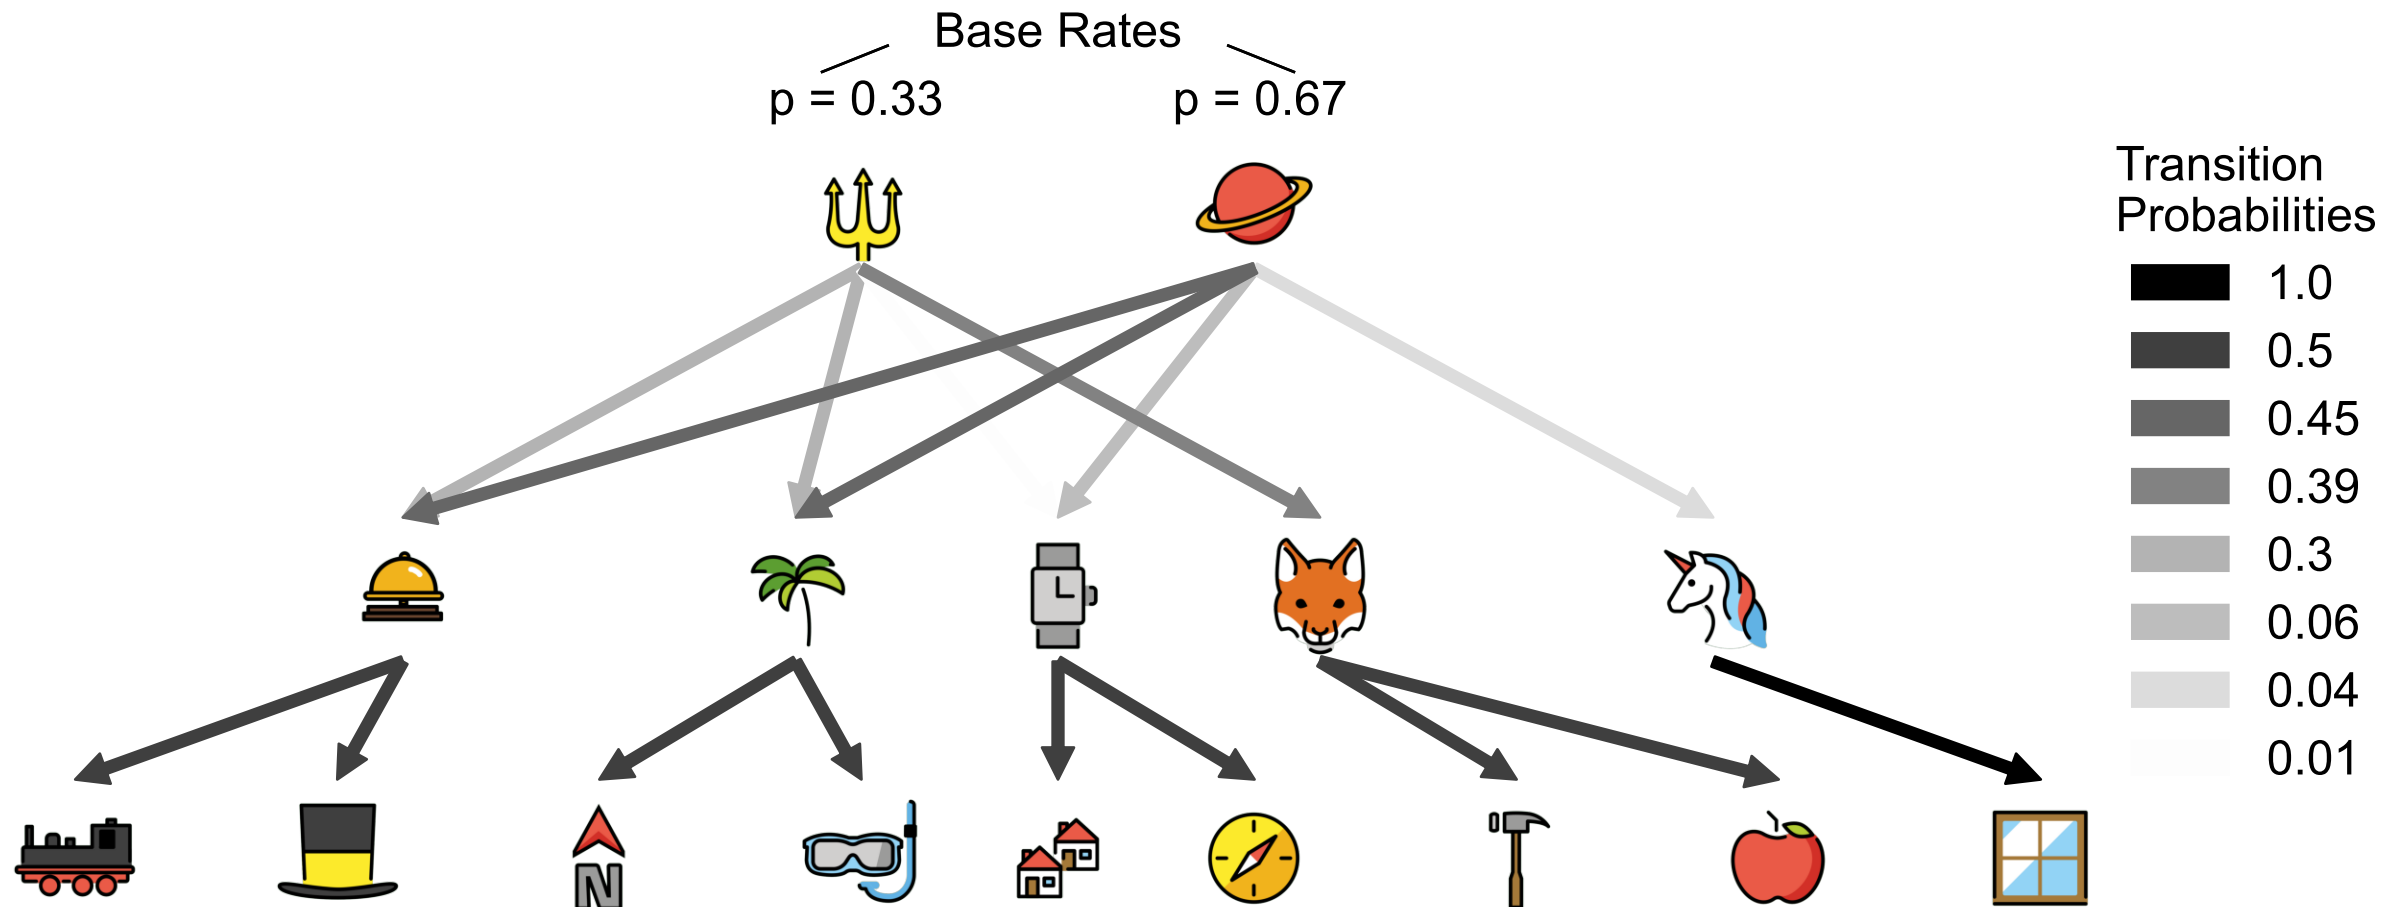 Base Rates
p = 0.33
p = 0.67
Transition
Probabilities
1.0
0.5
0.45
0.39
0.3
0.06
0.04
0.01
N